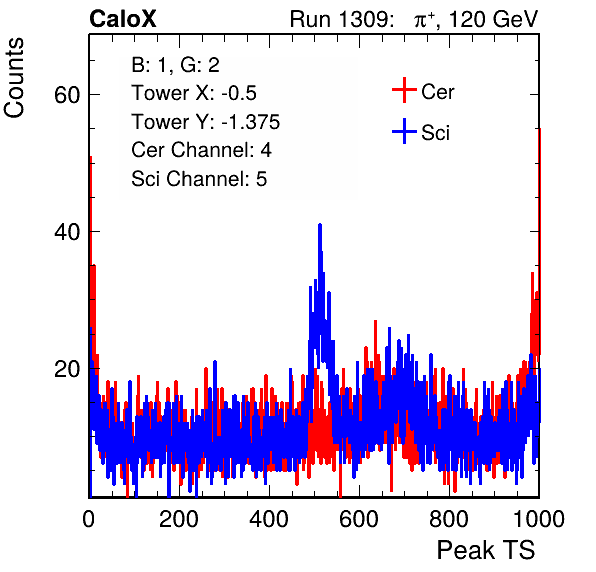 CaloX Run 1309: π⁺, 120 GeV
Counts
B: 1, G: 2
Tower X: -0.5
Tower Y: -1.375
Cer Channel: 4
Sci Channel: 5
Cer
Sci
60
40
20
0 200 400 600 800 1000
Peak TS